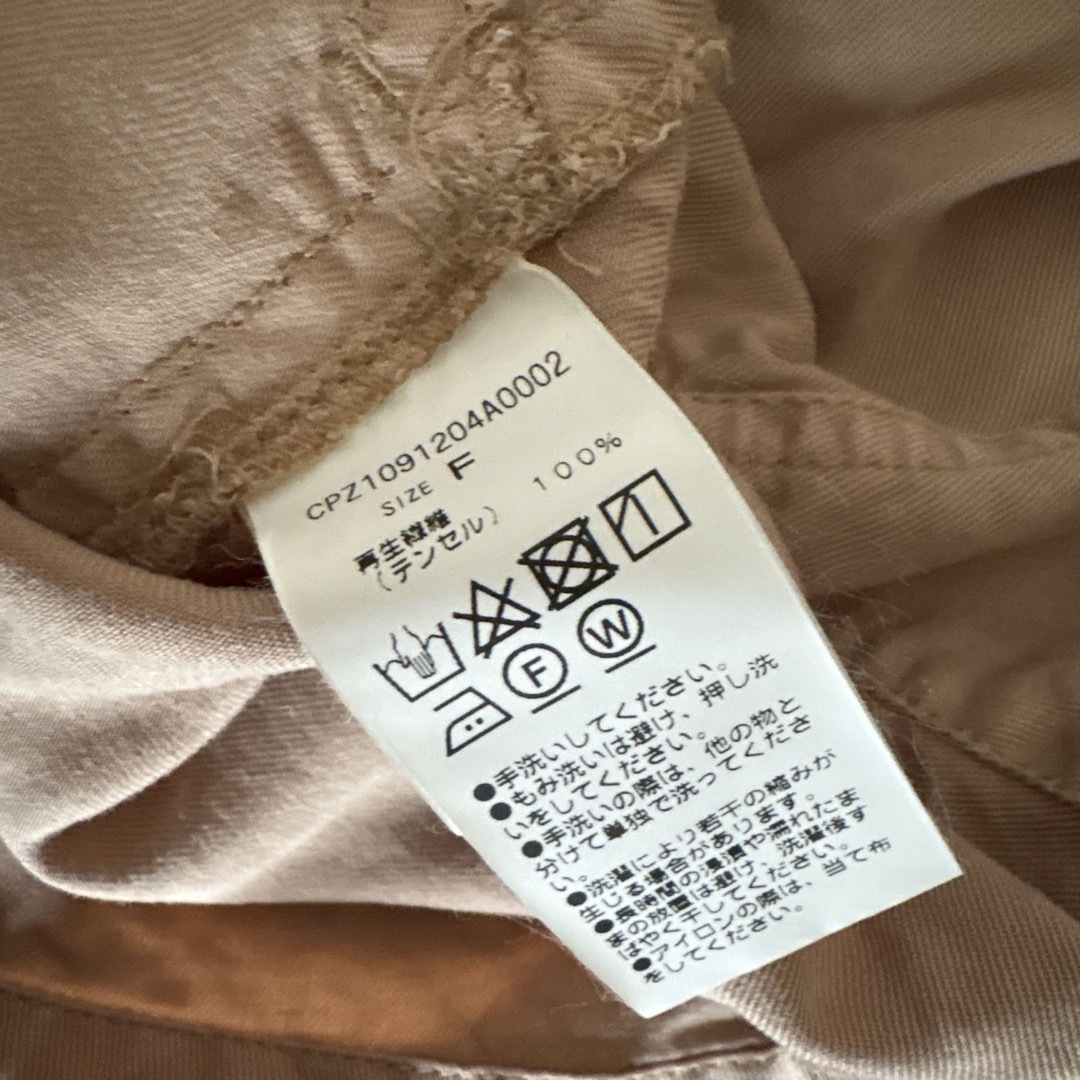 CPZ1091204A0002
SIZE F
再生繊維 100%
(テンセル)
F W
●手洗いしてください。
●もみ洗いは避け、押し洗
いをしてください。
●手洗いの際は、他の物と
分けて単独で洗ってくださ
い。
●洗濯により若干の縮みが
生じる場合があります。
●長時間の浸漬や濡れたま
まの放置は避け、洗濯後す
ばやく干してください。
●アイロンの際は、当て布
をしてください。